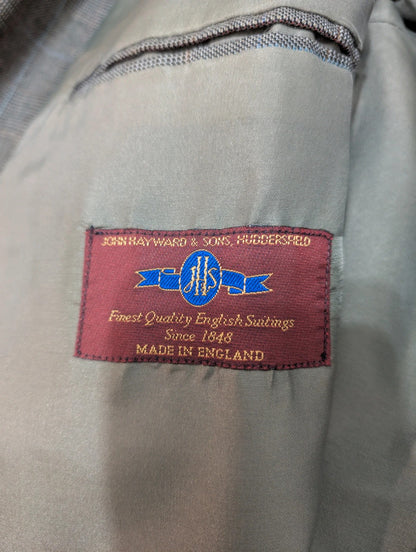 JOHN HAYWARD & SONS, HUDDERSFIELD
JHS
Finest Quality English Suitings
Since 1848
MADE IN ENGLAND